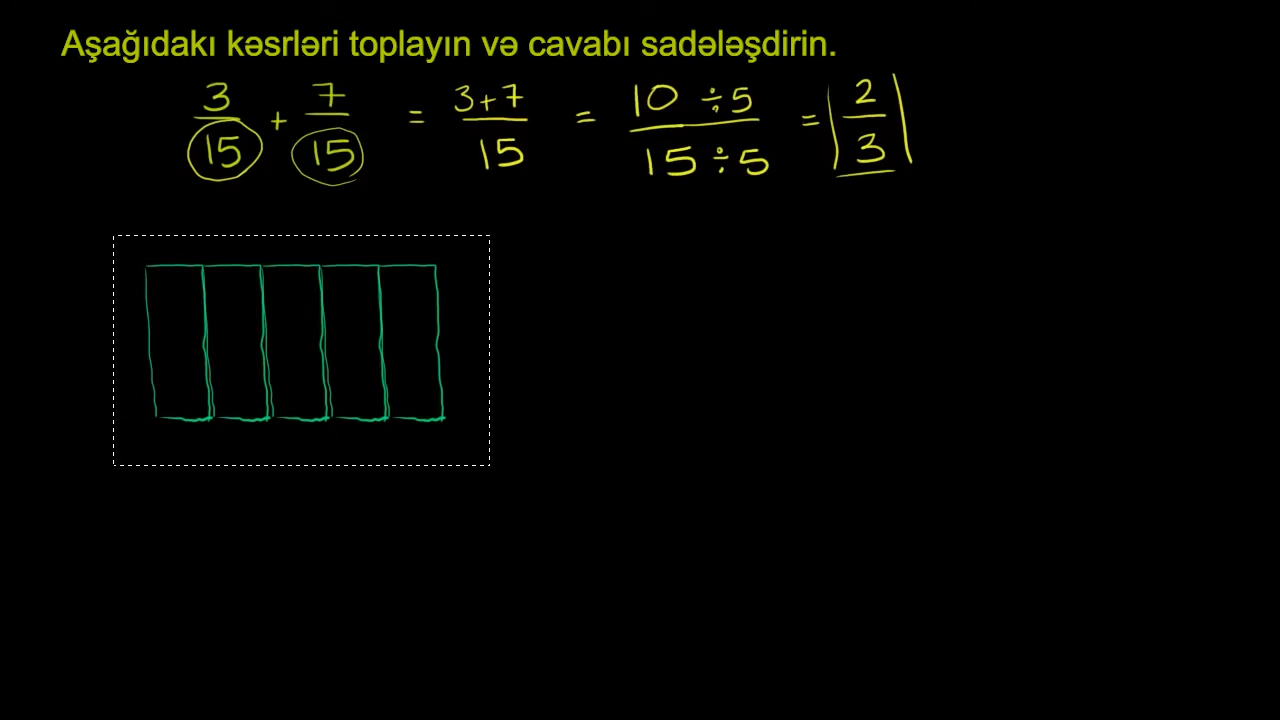 Aşağıdakı kəsrləri toplayın və cavabı sadələşdirin.
3/15 + 7/15 = 3+7/15 = 10÷5/15÷5 = 2/3